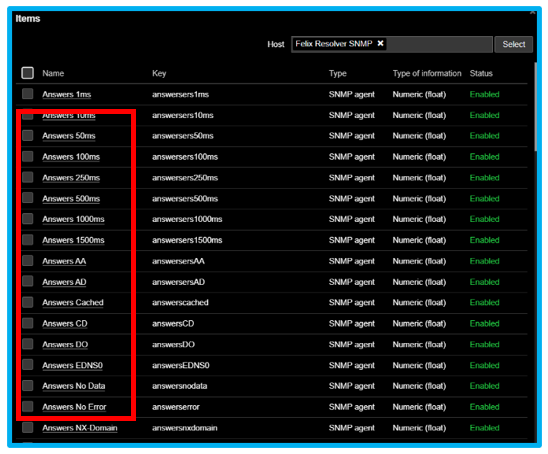 Items
Host Felix Resolver SNMP ✖ Select
Name Key Type Type of information Status
Answers 1ms answersers1ms SNMP agent Numeric (float) Enabled
Answers 10ms answersers10ms SNMP agent Numeric (float) Enabled
Answers 50ms answersers50ms SNMP agent Numeric (float) Enabled
Answers 100ms answersers100ms SNMP agent Numeric (float) Enabled
Answers 250ms answersers250ms SNMP agent Numeric (float) Enabled
Answers 500ms answersers500ms SNMP agent Numeric (float) Enabled
Answers 1000ms answersers1000ms SNMP agent Numeric (float) Enabled
Answers 1500ms answersers1500ms SNMP agent Numeric (float) Enabled
Answers AA answersersAA SNMP agent Numeric (float) Enabled
Answers AD answersersAD SNMP agent Numeric (float) Enabled
Answers Cached answerscached SNMP agent Numeric (float) Enabled
Answers CD answersCD SNMP agent Numeric (float) Enabled
Answers DO answersDO SNMP agent Numeric (float) Enabled
Answers EDNS0 answersEDNS0 SNMP agent Numeric (float) Enabled
Answers No Data answersnodata SNMP agent Numeric (float) Enabled
Answers No Error answerserror SNMP agent Numeric (float) Enabled
Answers NX-Domain answersnxdomain SNMP agent Numeric (float) Enabled